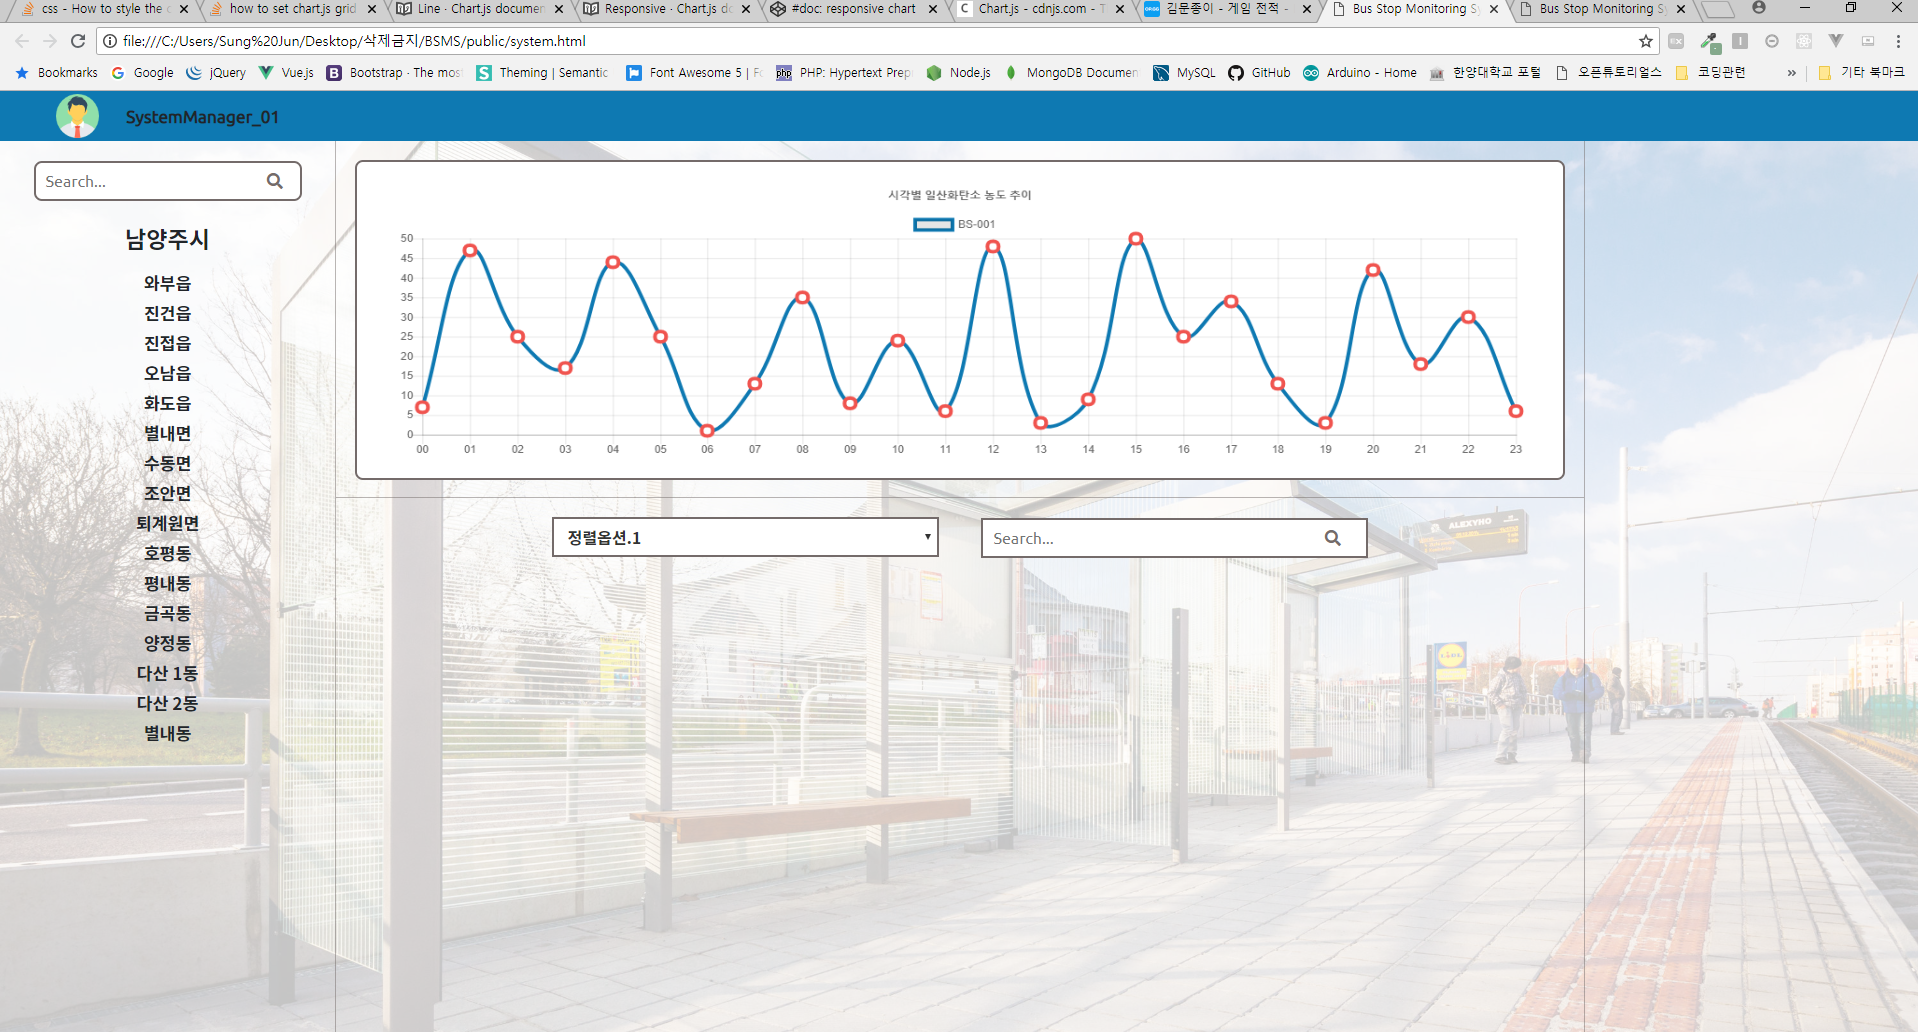 css - How to style the
how to set chart.js grid
Line · Chart.js documen
Responsive · Chart.js do
#doc: responsive chart
Chart.js - cdnjs.com - T
김문종이 - 게임 전적 -
Bus Stop Monitoring Sy
Bus Stop Monitoring Sy
file:///C:/Users/Sung%20Jun/Desktop/삭제금지/BSMS/public/system.html
Bookmarks Google jQuery Vue.js Bootstrap · The most Theming | Semantic Font Awesome 5 | Fo PHP: Hypertext Prep Node.js MongoDB Documen MySQL GitHub Arduino - Home 한양대학교 포털 오픈튜토리얼스 코딩관련 » 기타 북마크
SystemManager_01
Search...
남양주시
와부읍
진건읍
진접읍
오남읍
화도읍
별내면
수동면
조안면
퇴계원면
호평동
평내동
금곡동
양정동
다산 1동
다산 2동
별내동
시각별 일산화탄소 농도 추이
BS-001
50
45
40
35
30
25
20
15
10
5
0
00 01 02 03 04 05 06 07 08 09 10 11 12 13 14 15 16 17 18 19 20 21 22 23
정렬옵션.1
Search...
ALEXYHO